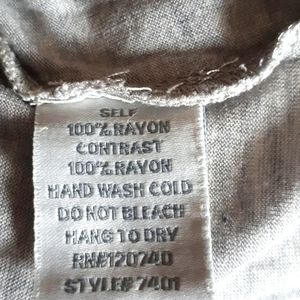 SELF
100% RAYON
CONTRAST
100% RAYON
HAND WASH COLD
DO NOT BLEACH
HANG TO DRY
RN#120740
STYLE# 7401